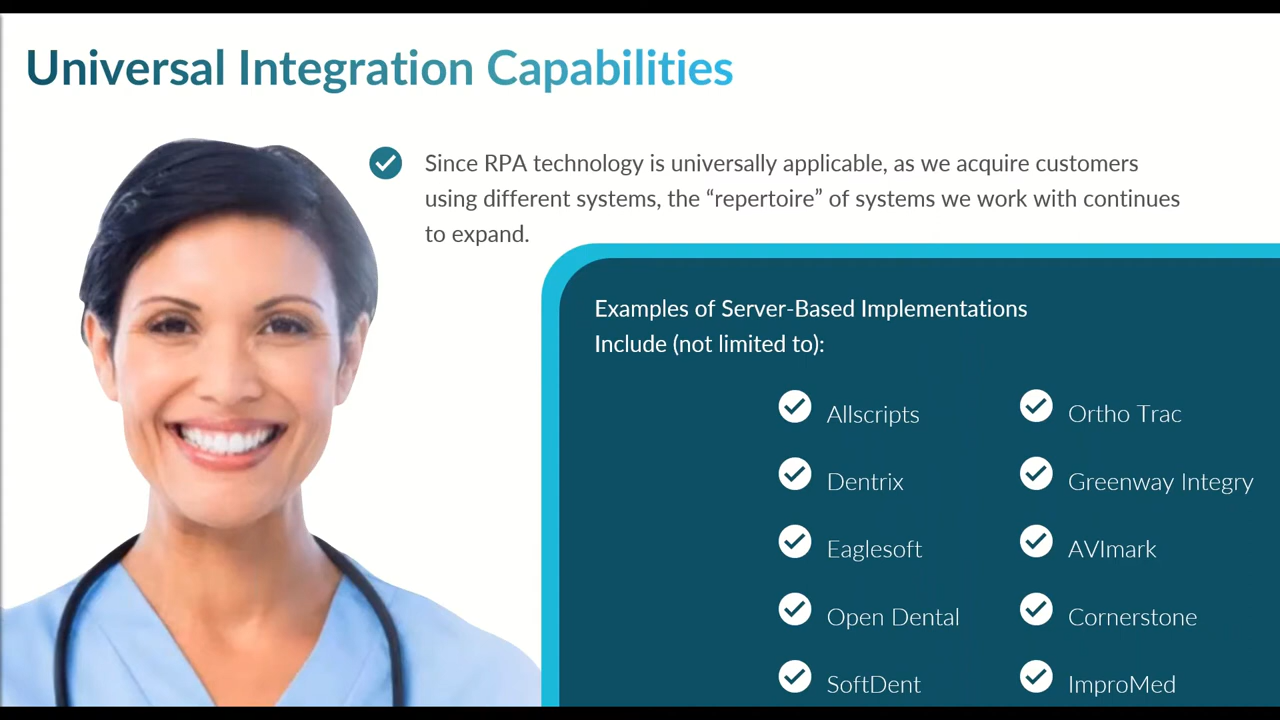 Universal Integration Capabilities
Since RPA technology is universally applicable, as we acquire customers
using different systems, the “repertoire” of systems we work with continues
to expand.
Examples of Server-Based Implementations
Include (not limited to):
Allscripts
Dentrix
Eaglesoft
Open Dental
SoftDent
Ortho Trac
Greenway Integry
AVImark
Cornerstone
ImproMed